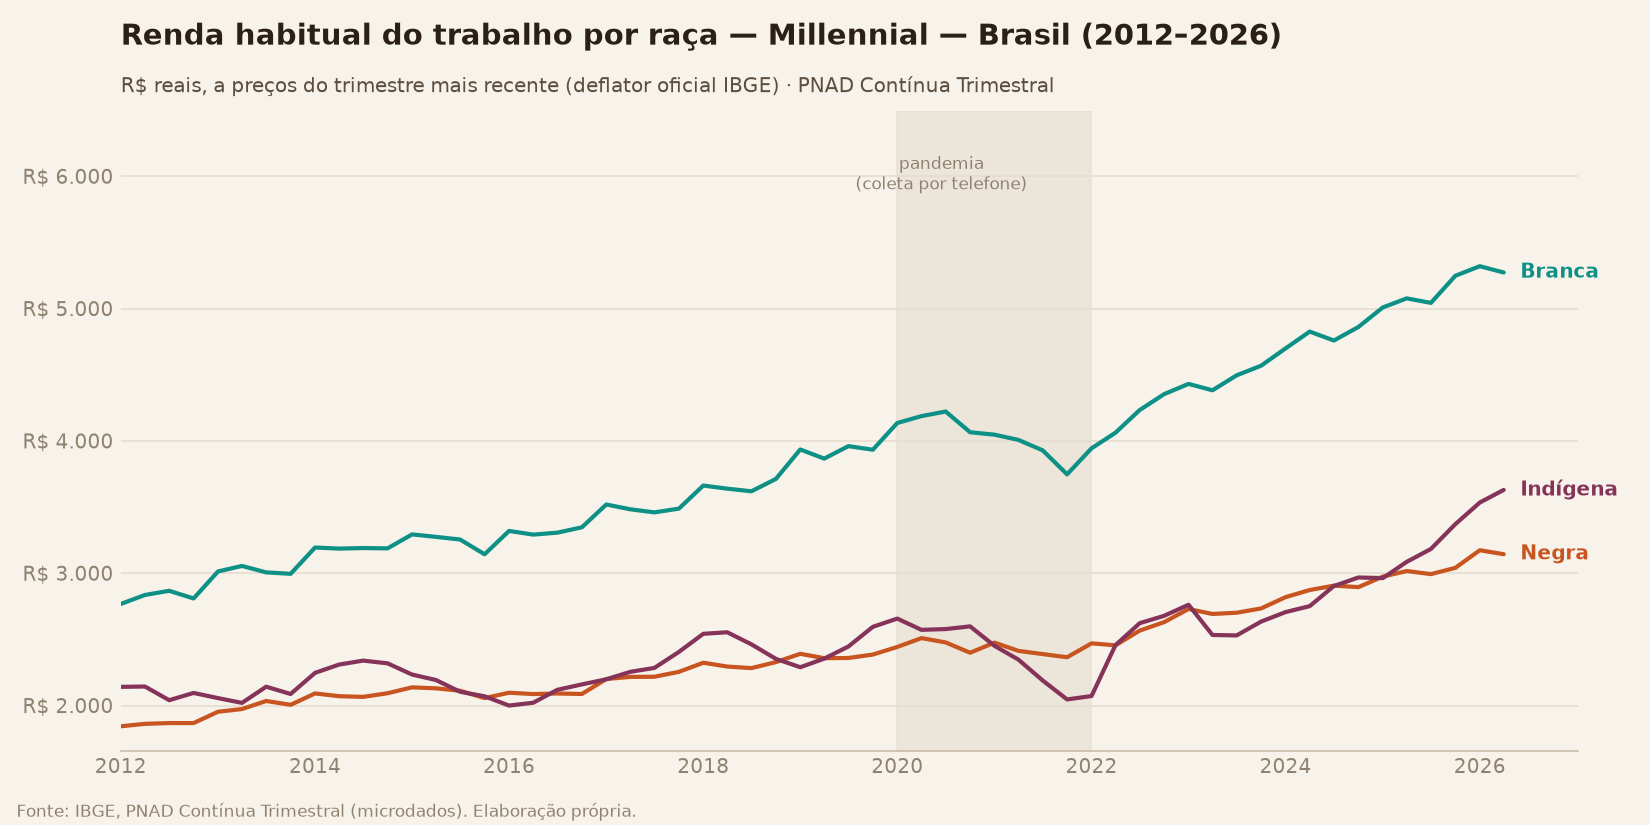 Renda habitual do trabalho por raça — Millennial — Brasil (2012–2026)
R$ reais, a preços do trimestre mais recente (deflator oficial IBGE) · PNAD Contínua Trimestral
pandemia
(coleta por telefone)
R$ 6.000
R$ 5.000
R$ 4.000
R$ 3.000
R$ 2.000
Branca
Indígena
Negra
2012 2014 2016 2018 2020 2022 2024 2026
Fonte: IBGE, PNAD Contínua Trimestral (microdados). Elaboração própria.